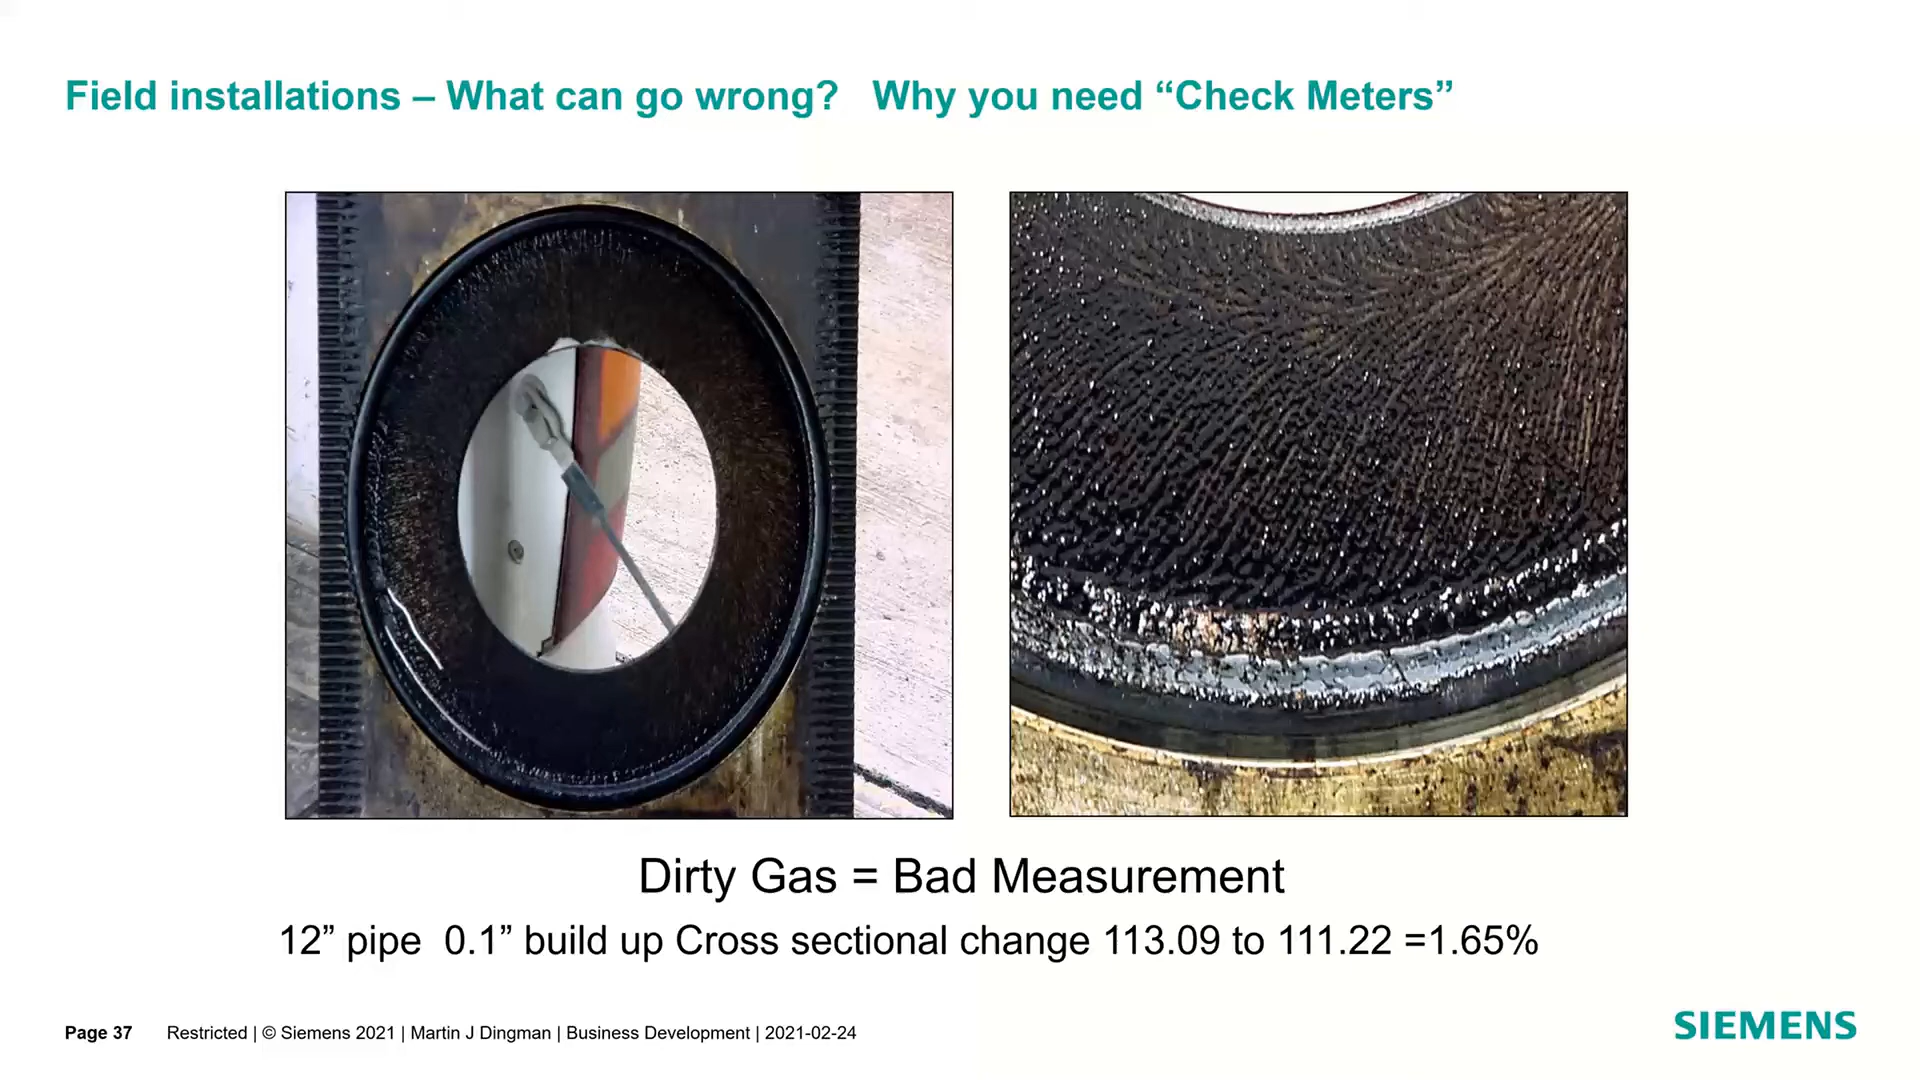 Field installations – What can go wrong?   Why you need “Check Meters”
Dirty Gas = Bad Measurement
12” pipe  0.1” build up Cross sectional change 113.09 to 111.22 =1.65%
Page 37 Restricted | © Siemens 2021 | Martin J Dingman | Business Development | 2021-02-24
SIEMENS